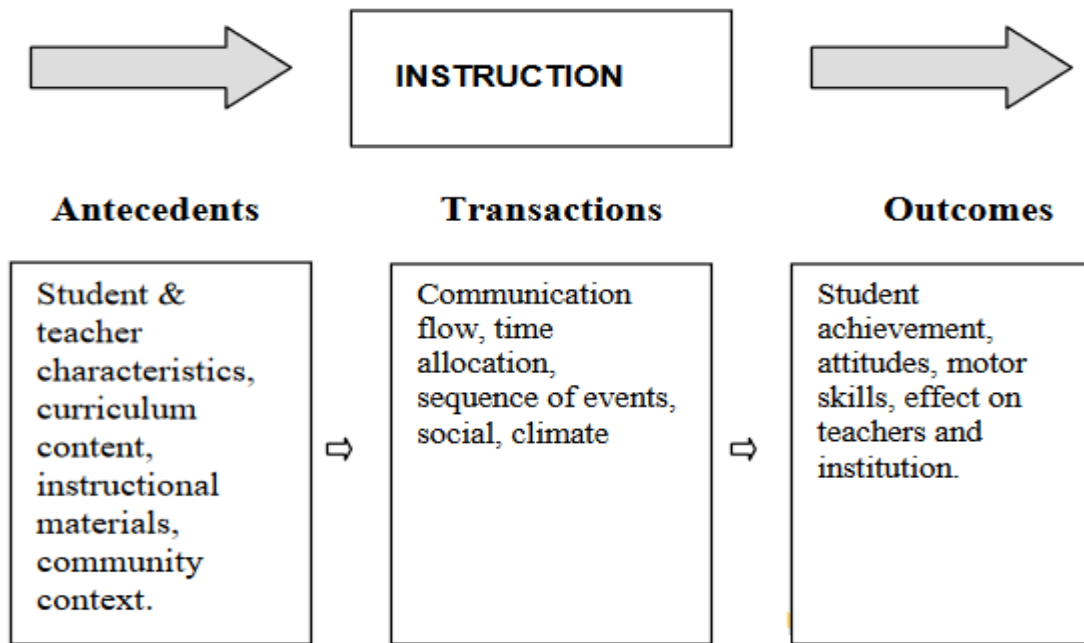 INSTRUCTION
Antecedents
Transactions
Outcomes
Student &
teacher
characteristics,
curriculum
content,
instructional
materials,
community
context.
Communication
flow, time
allocation,
sequence of events,
social, climate
Student
achievement,
attitudes, motor
skills, effect on
teachers and
institution.